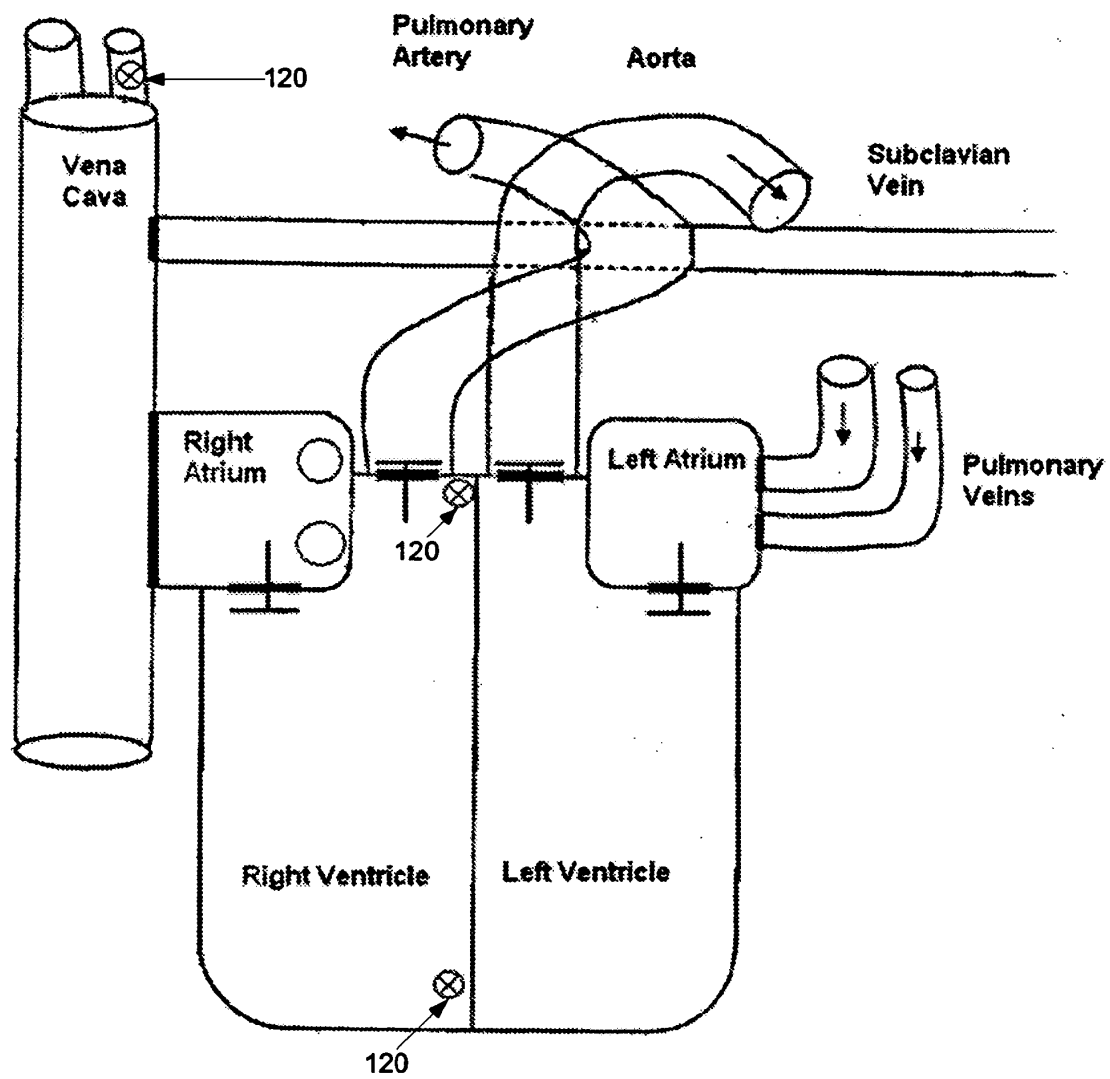 Pulmonary
Artery
Aorta
120
Vena
Cava
Subclavian
Vein
Right
Atrium
Left Atrium
Pulmonary
Veins
120
Right Ventricle
Left Ventricle
120